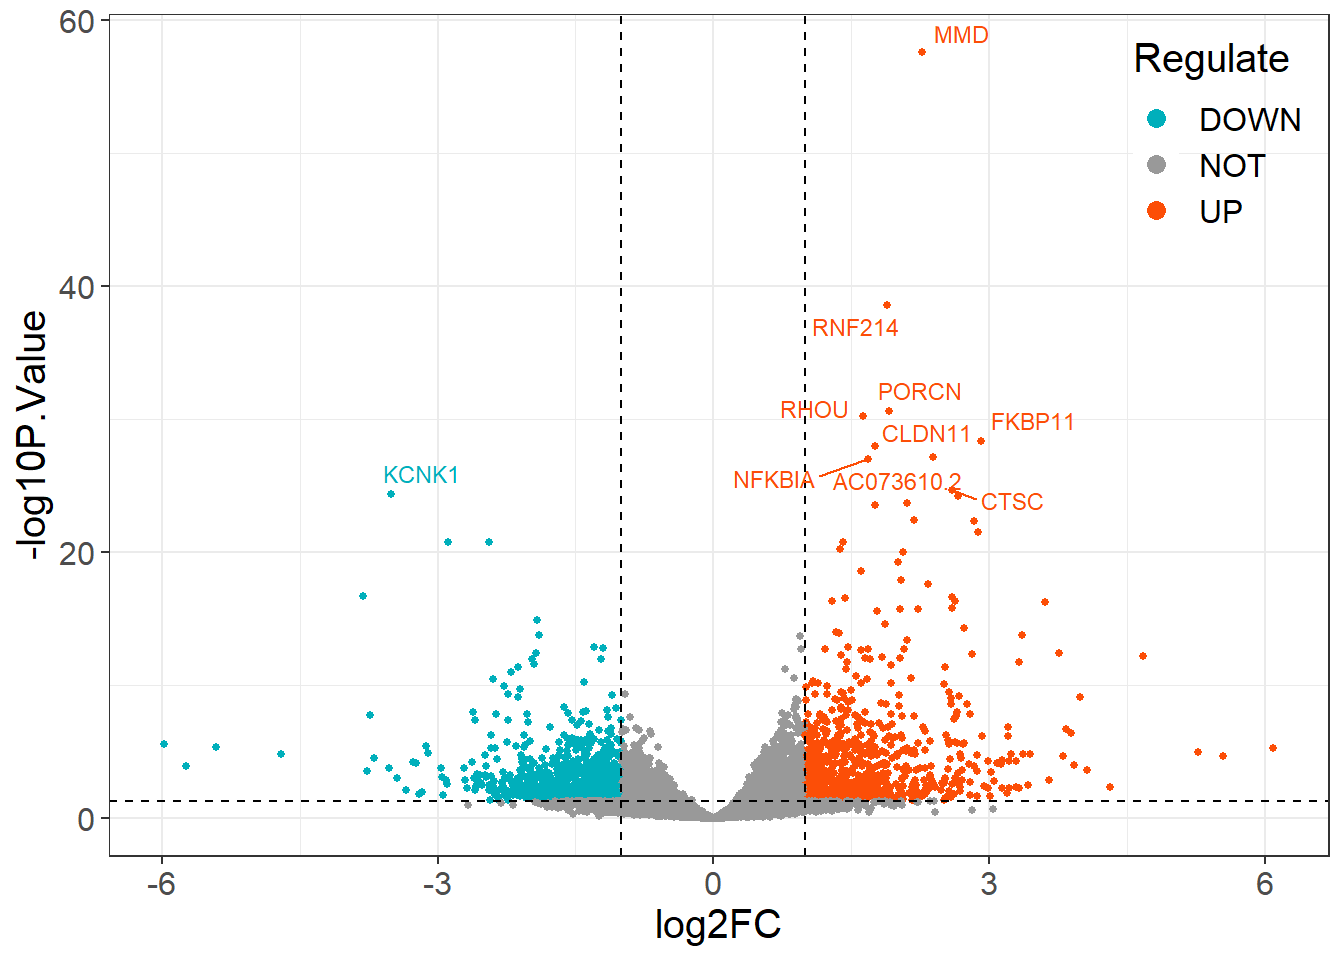 60
MMD
Regulate
DOWN
NOT
UP
40
RNF214
PORCN
RHOU
FKBP11
CLDN11
KCNK1
NFKBIA
AC073610.2
CTSC
20
0
-log10P.Value
-6
-3
0
3
6
log2FC